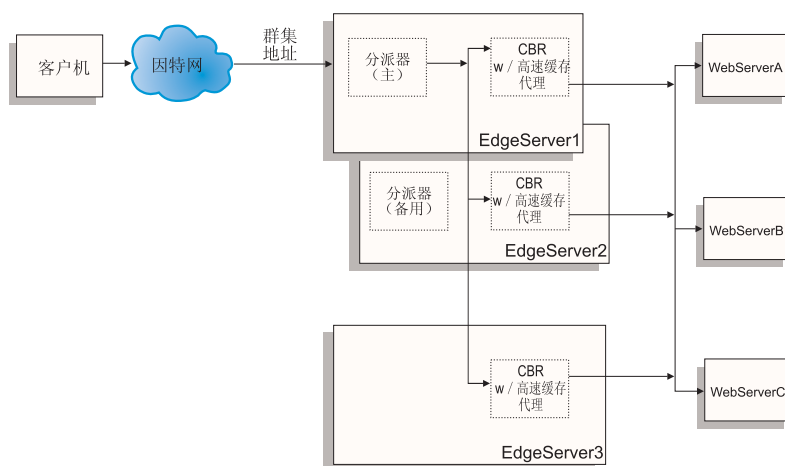 客户机
因特网
群集
地址
分派器
（主）
CBR
w / 高速缓存
代理
EdgeServer1
分派器
（备用）
CBR
w / 高速缓存
代理
EdgeServer2
CBR
w / 高速缓存
代理
EdgeServer3
WebServerA
WebServerB
WebServerC